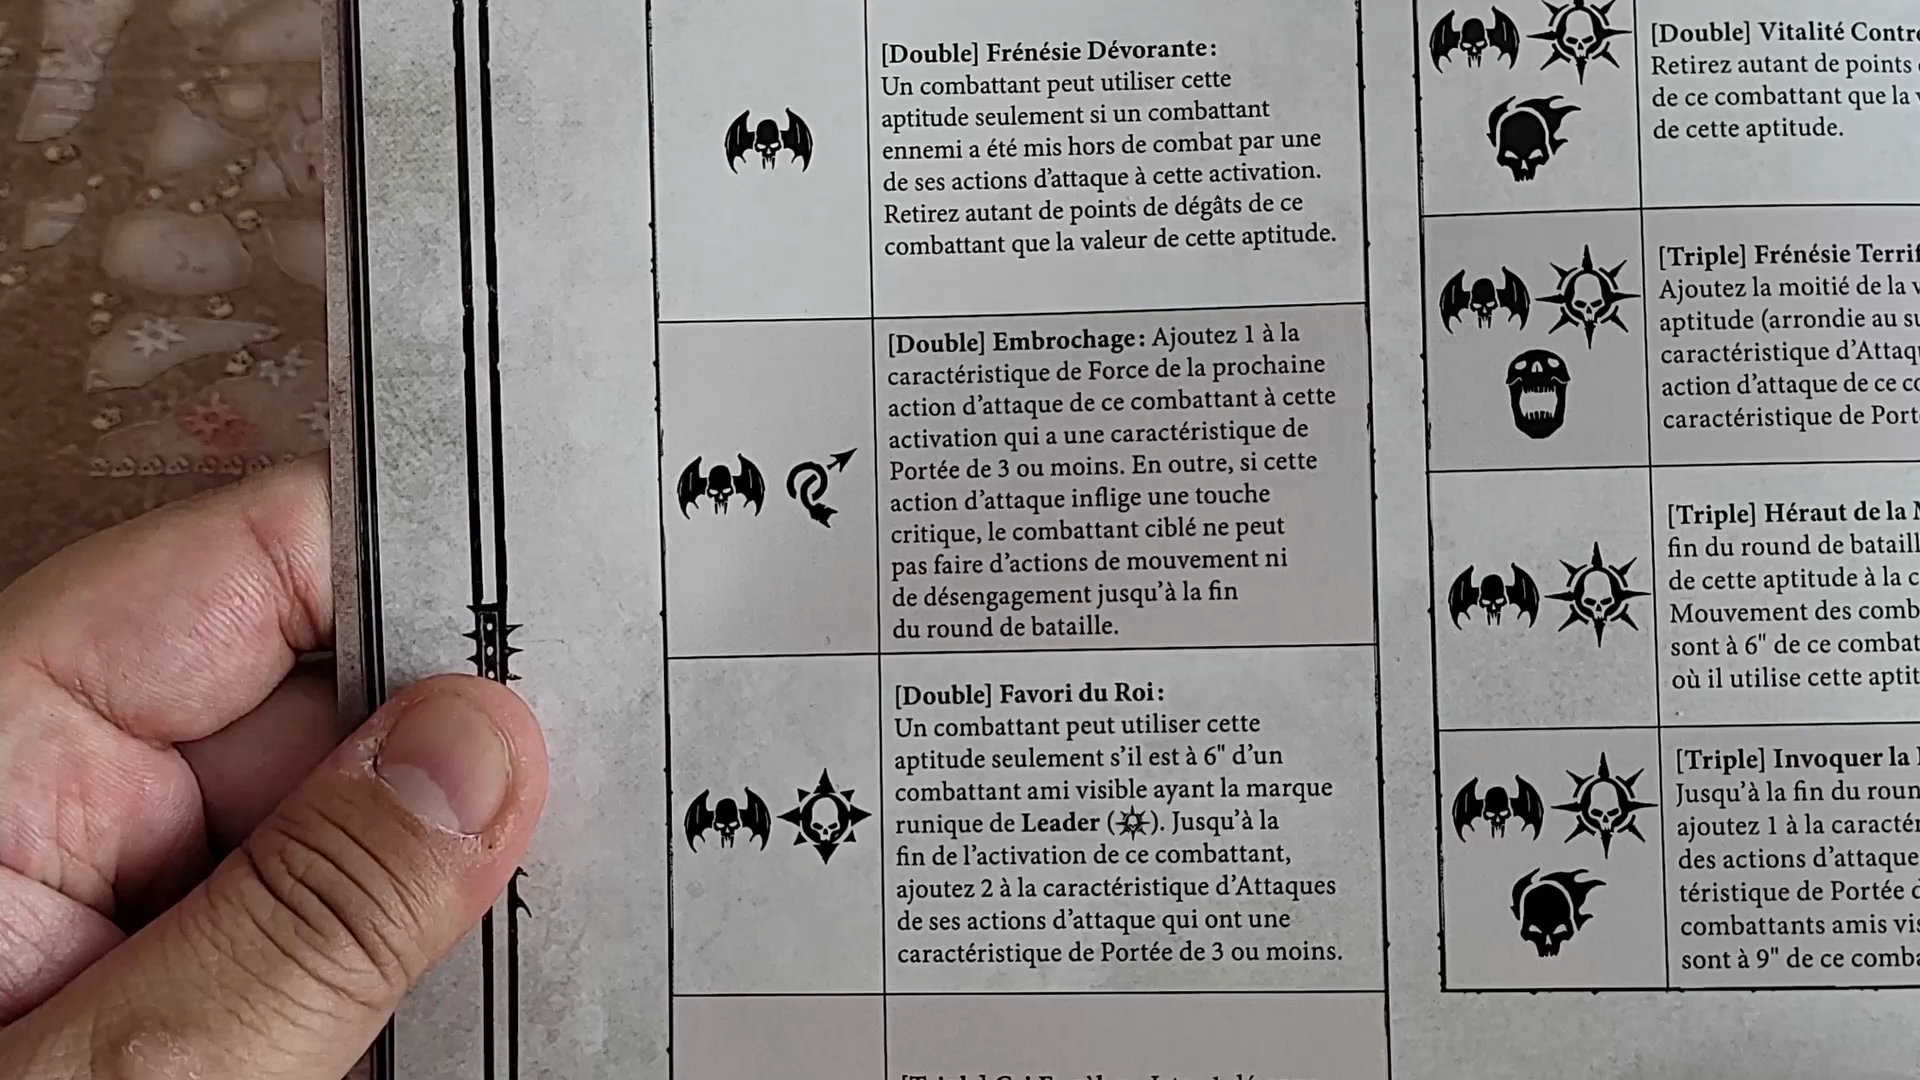 [Double] Frénésie Dévorante:
Un combattant peut utiliser cette
aptitude seulement si un combattant
ennemi a été mis hors de combat par une
de ses actions d'attaque à cette activation.
Retirez autant de points de dégâts de ce
combattant que la valeur de cette aptitude.
[Double] Embrochage: Ajoutez 1 à la
caractéristique de Force de la prochaine
action d'attaque de ce combattant à cette
activation qui a une caractéristique de
Portée de 3 ou moins. En outre, si cette
action d'attaque inflige une touche
critique, le combattant ciblé ne peut
pas faire d'actions de mouvement ni
de désengagement jusqu'à la fin
du round de bataille.
[Double] Favori du Roi:
Un combattant peut utiliser cette
aptitude seulement s'il est à 6" d'un
combattant ami visible ayant la marque
runique de Leader (). Jusqu'à la
fin de l'activation de ce combattant,
ajoutez 2 à la caractéristique d'Attaques
de ses actions d'attaque qui ont une
caractéristique de Portée de 3 ou moins.
[Double] Vitalité
Retirez autant de points
de ce combattant que la
de cette aptitude.
[Triple] Frénésie
Ajoutez la moitié de la
aptitude (arrondie au
caractéristique
action d'attaque de ce
caractéristique de
[Triple] Héraut de la
fin du round de
de cette aptitude à la
Mouvement des
sont à 6" de ce
où il utilise cette
[Triple] Invoquer la
Jusqu'à la fin du
ajoutez 1 à la
des actions d'attaque
téristique de Portée
combattants amis
sont à 9" de ce